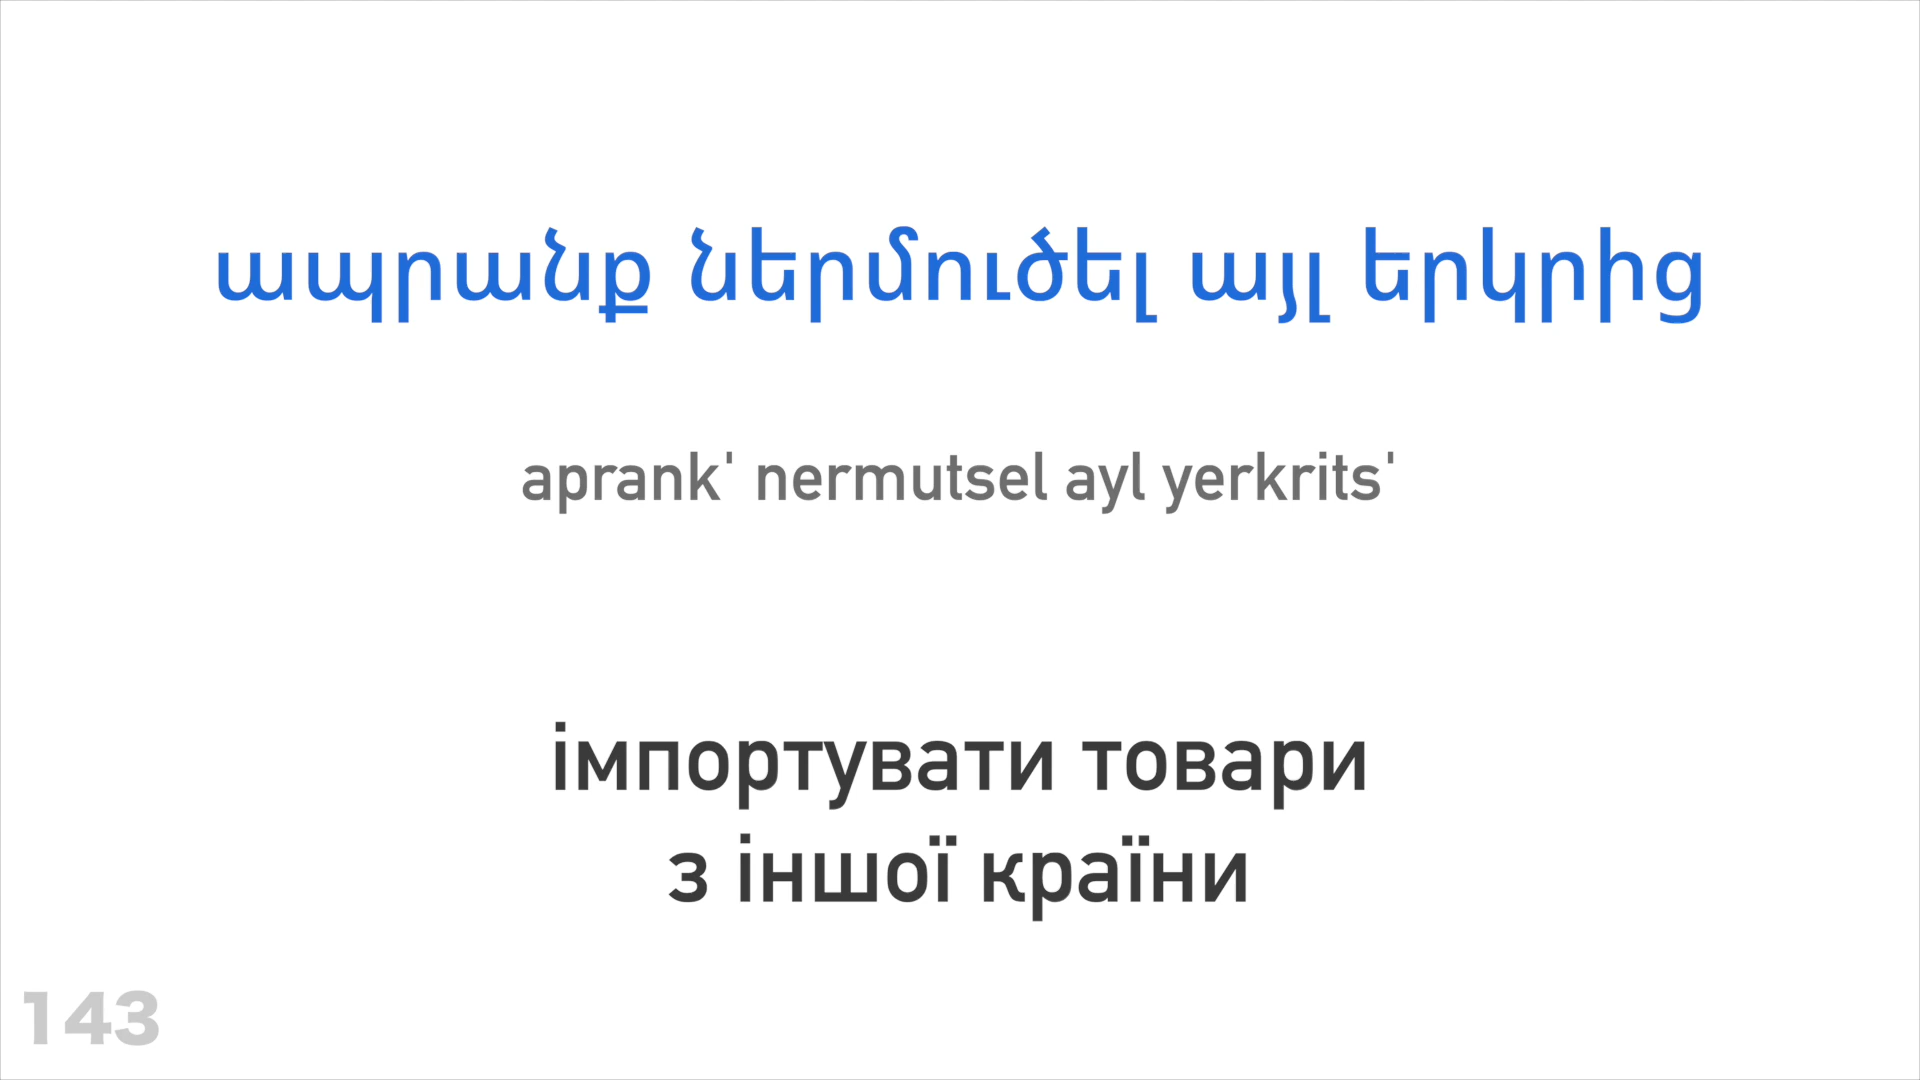 ապրանք ներմուծել այլ երկրից
aprank' nermutsel ayl yerkrits'
імпортувати товари
з іншої країни
143